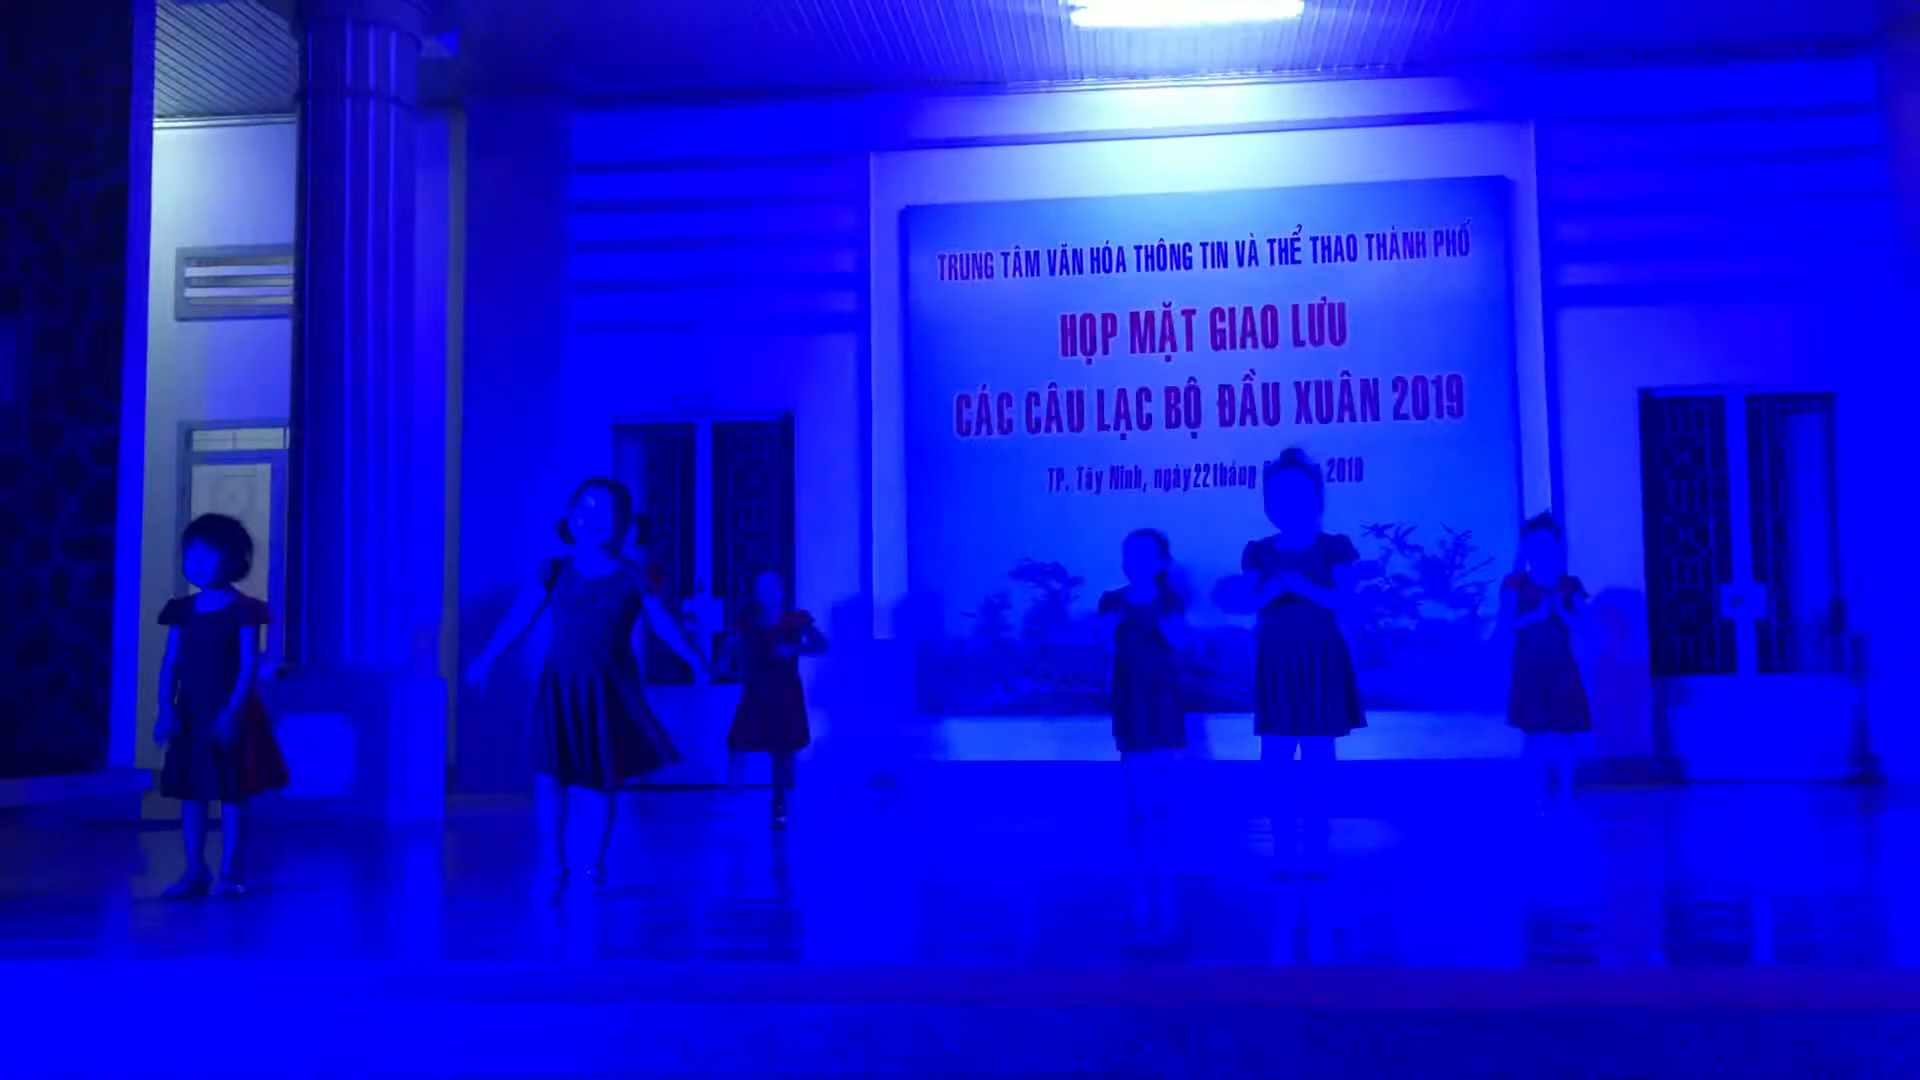 TRUNG TÂM VĂN HÓA THÔNG TIN VÀ THỂ THAO THÀNH PHỐ
HỌP MẶT GIAO LƯU
CÁC CÂU LẠC BỘ ĐẦU XUÂN 2019
TP. Tây Ninh, ngày 22 tháng 2019